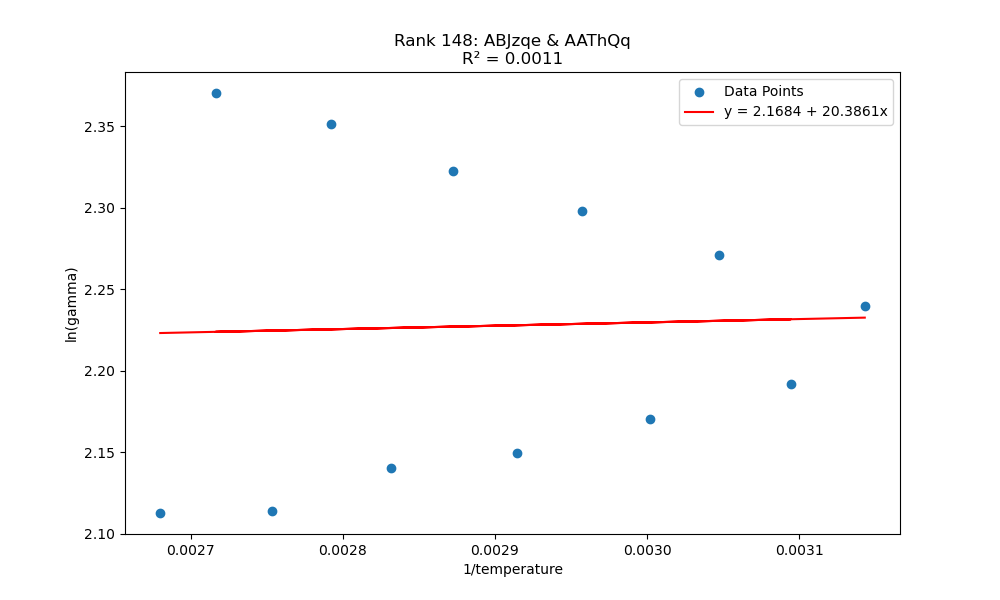 Rank 148: ABJzqe & AAThQq
R² = 0.0011
Data Points
y = 2.1684 + 20.3861x
ln(gamma)
2.35
2.30
2.25
2.20
2.15
2.10
0.0027
0.0028
0.0029
0.0030
0.0031
1/temperature